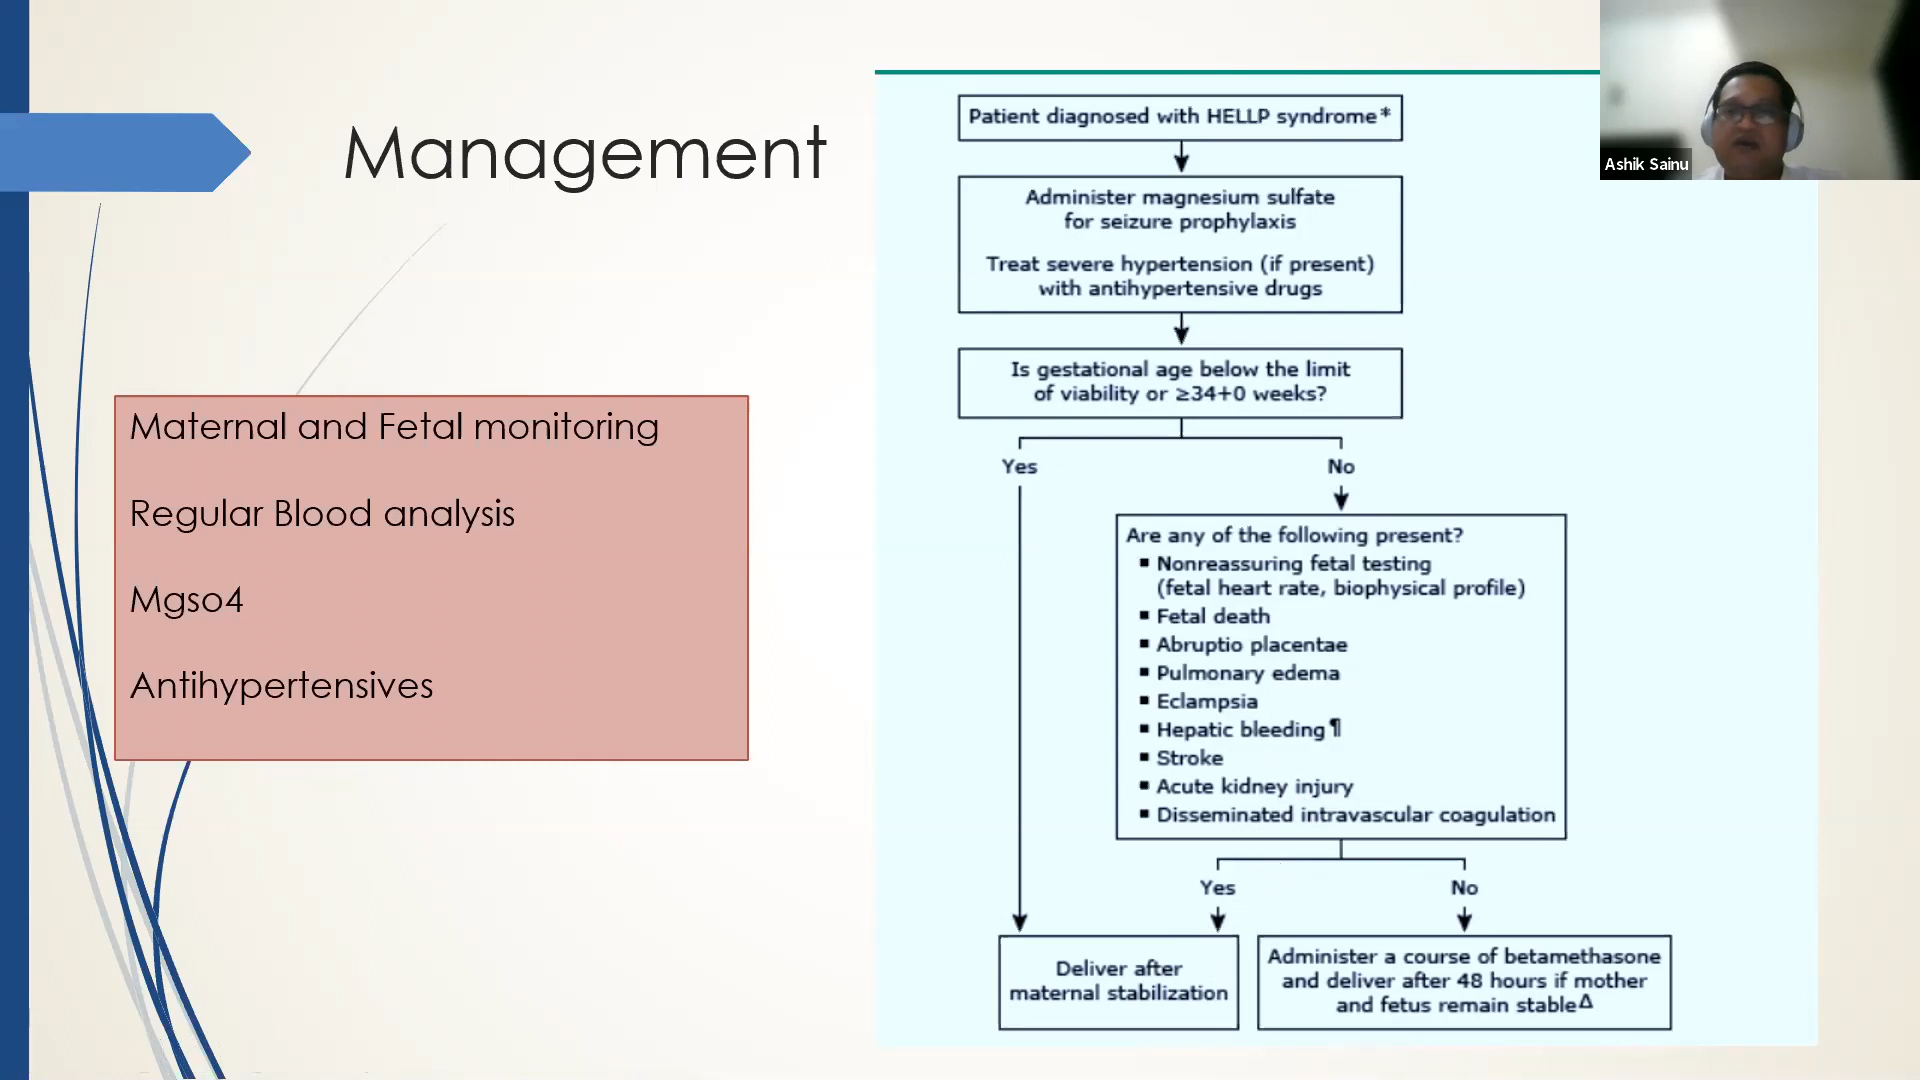 Management
Maternal and Fetal monitoring
Regular Blood analysis
Mgso4
Antihypertensives
Patient diagnosed with HELLP syndrome*
Administer magnesium sulfate
for seizure prophylaxis
Treat severe hypertension (if present)
with antihypertensive drugs
Is gestational age below the limit
of viability or ≥34+0 weeks?
Yes
No
Are any of the following present?
▪ Nonreassuring fetal testing
(fetal heart rate, biophysical profile)
▪ Fetal death
▪ Abruptio placentae
▪ Pulmonary edema
▪ Eclampsia
▪ Hepatic bleeding¶
▪ Stroke
▪ Acute kidney injury
▪ Disseminated intravascular coagulation
Yes
No
Deliver after
maternal stabilization
Administer a course of betamethasone
and deliver after 48 hours if mother
and fetus remain stableΔ
Ashik Sainu